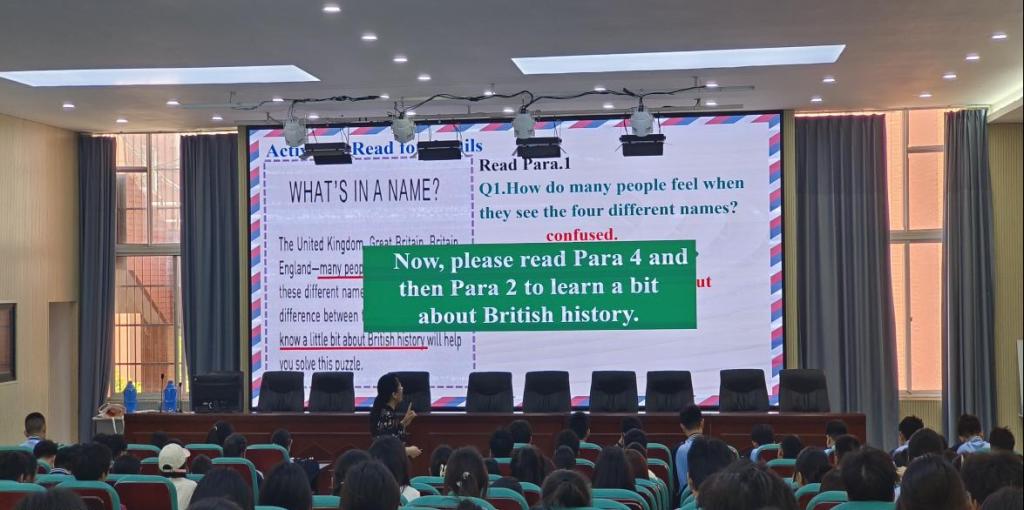 Read for
WHAT'S IN A NAME?
The United Kingdom, Great Britain, Britain,
England—many
these different
difference between
know a little bit about British history will help
you solve this puzzle.
Read Para.1
Q1.How do many people feel when
they see the four different names?
confused.
Now, please read Para 4 and
then Para 2 to learn a bit
about British history.